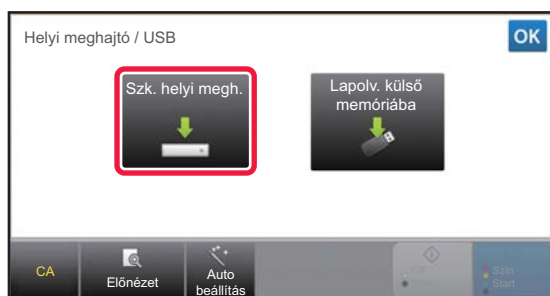 Helyi meghajtó / USB
OK
Szk. helyi megh.
Lapolv. külső
memóriába
CA
Előnézet
Auto
beállítás
Szín
Start